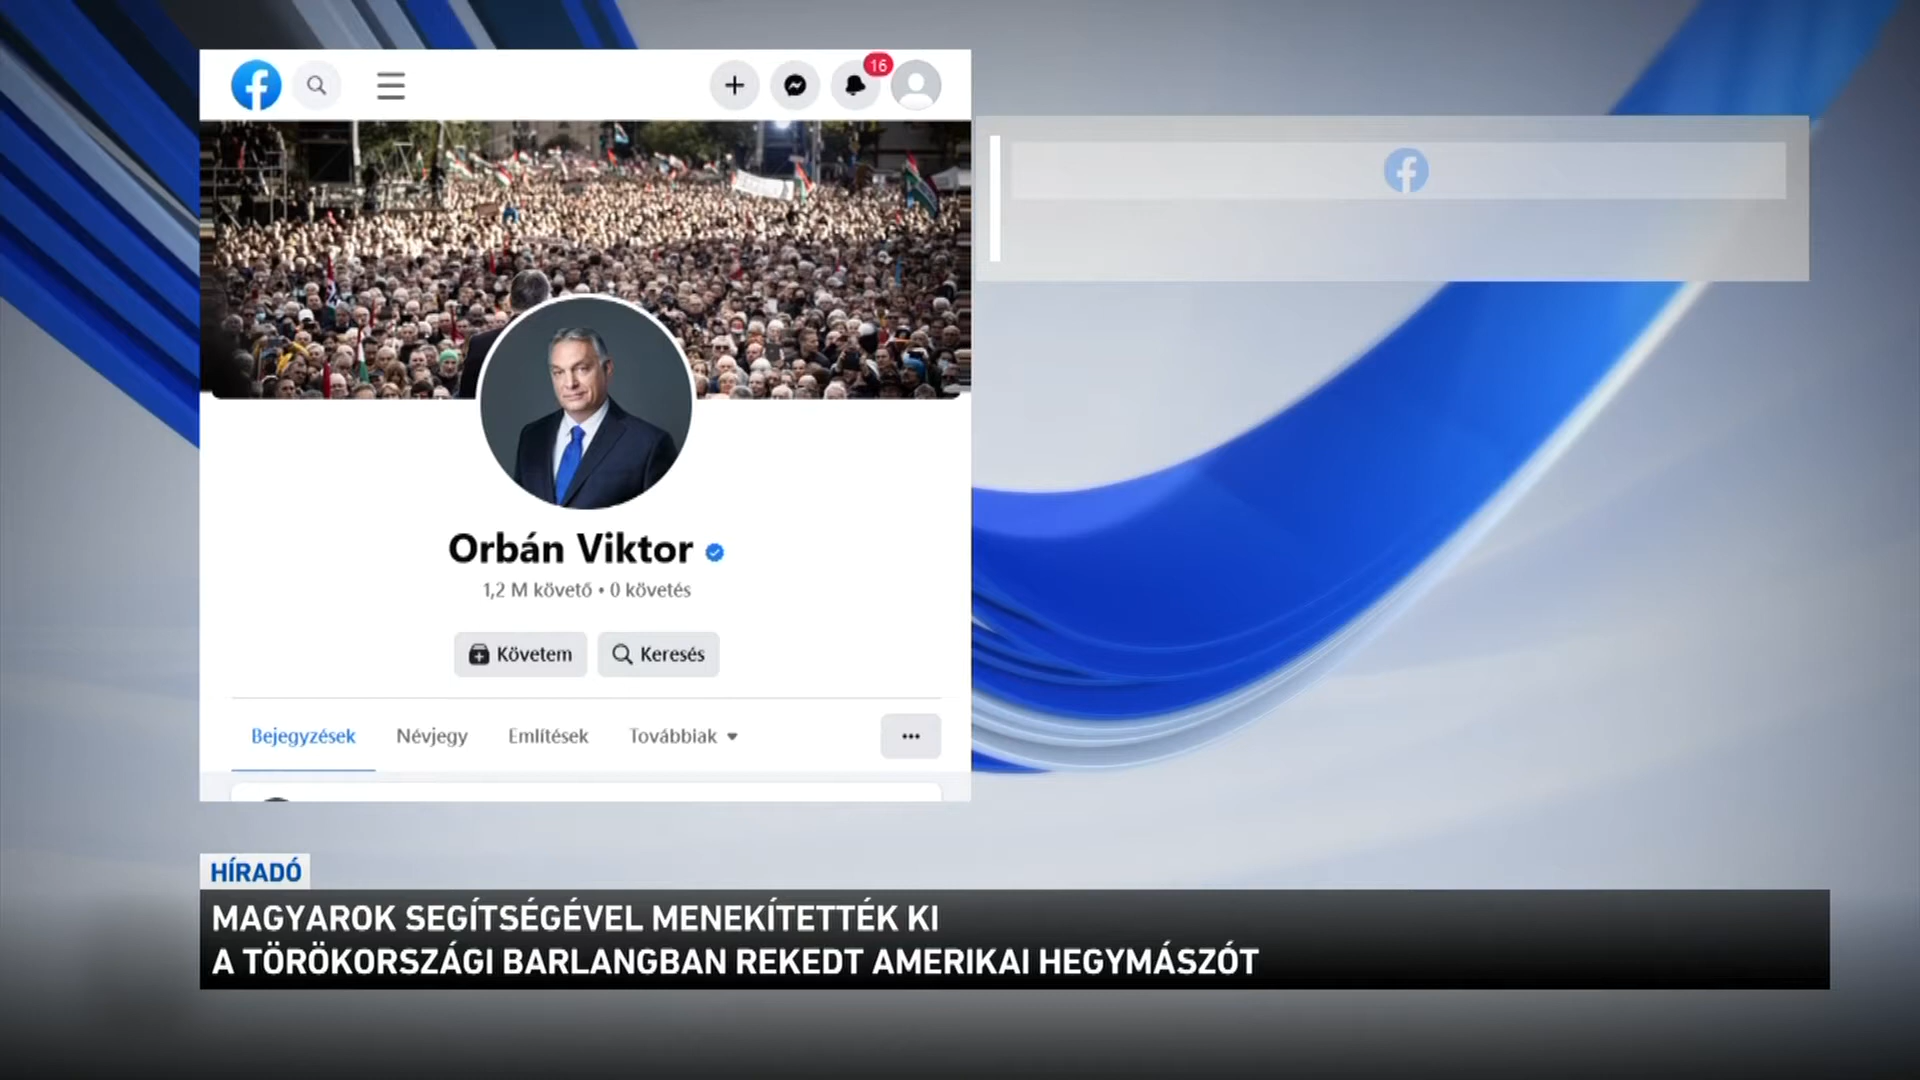 16
Orbán Viktor
1,2 M követő • 0 követés
Követem
Keresés
Bejegyzések
Névjegy
Említések
Továbbiak
HÍRADÓ
MAGYAROK SEGÍTSÉGÉVEL MENEKÍTETTÉK KI
A TÖRÖKORSZÁGI BARLANGBAN REKEDT AMERIKAI HEGYMÁSZÓT